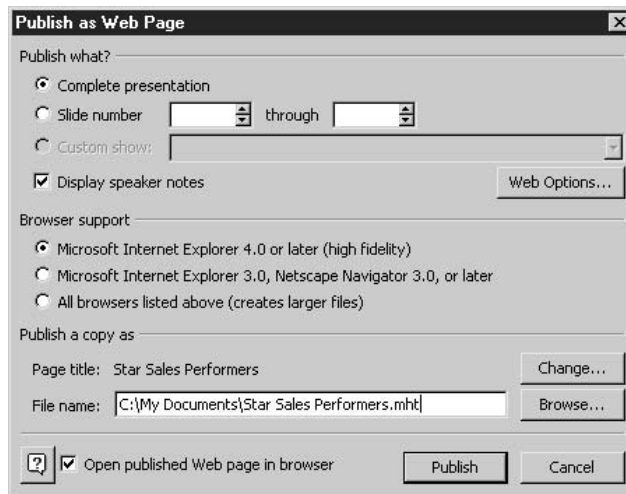 Publish as Web Page
Publish what?
Complete presentation
Slide number through
Custom show:
Display speaker notes Web Options...
Browser support
Microsoft Internet Explorer 4.0 or later (high fidelity)
Microsoft Internet Explorer 3.0, Netscape Navigator 3.0, or later
All browsers listed above (creates larger files)
Publish a copy as
Page title: Star Sales Performers Change...
File name: C:\My Documents\Star Sales Performers.mht Browse...
Open published Web page in browser Publish Cancel